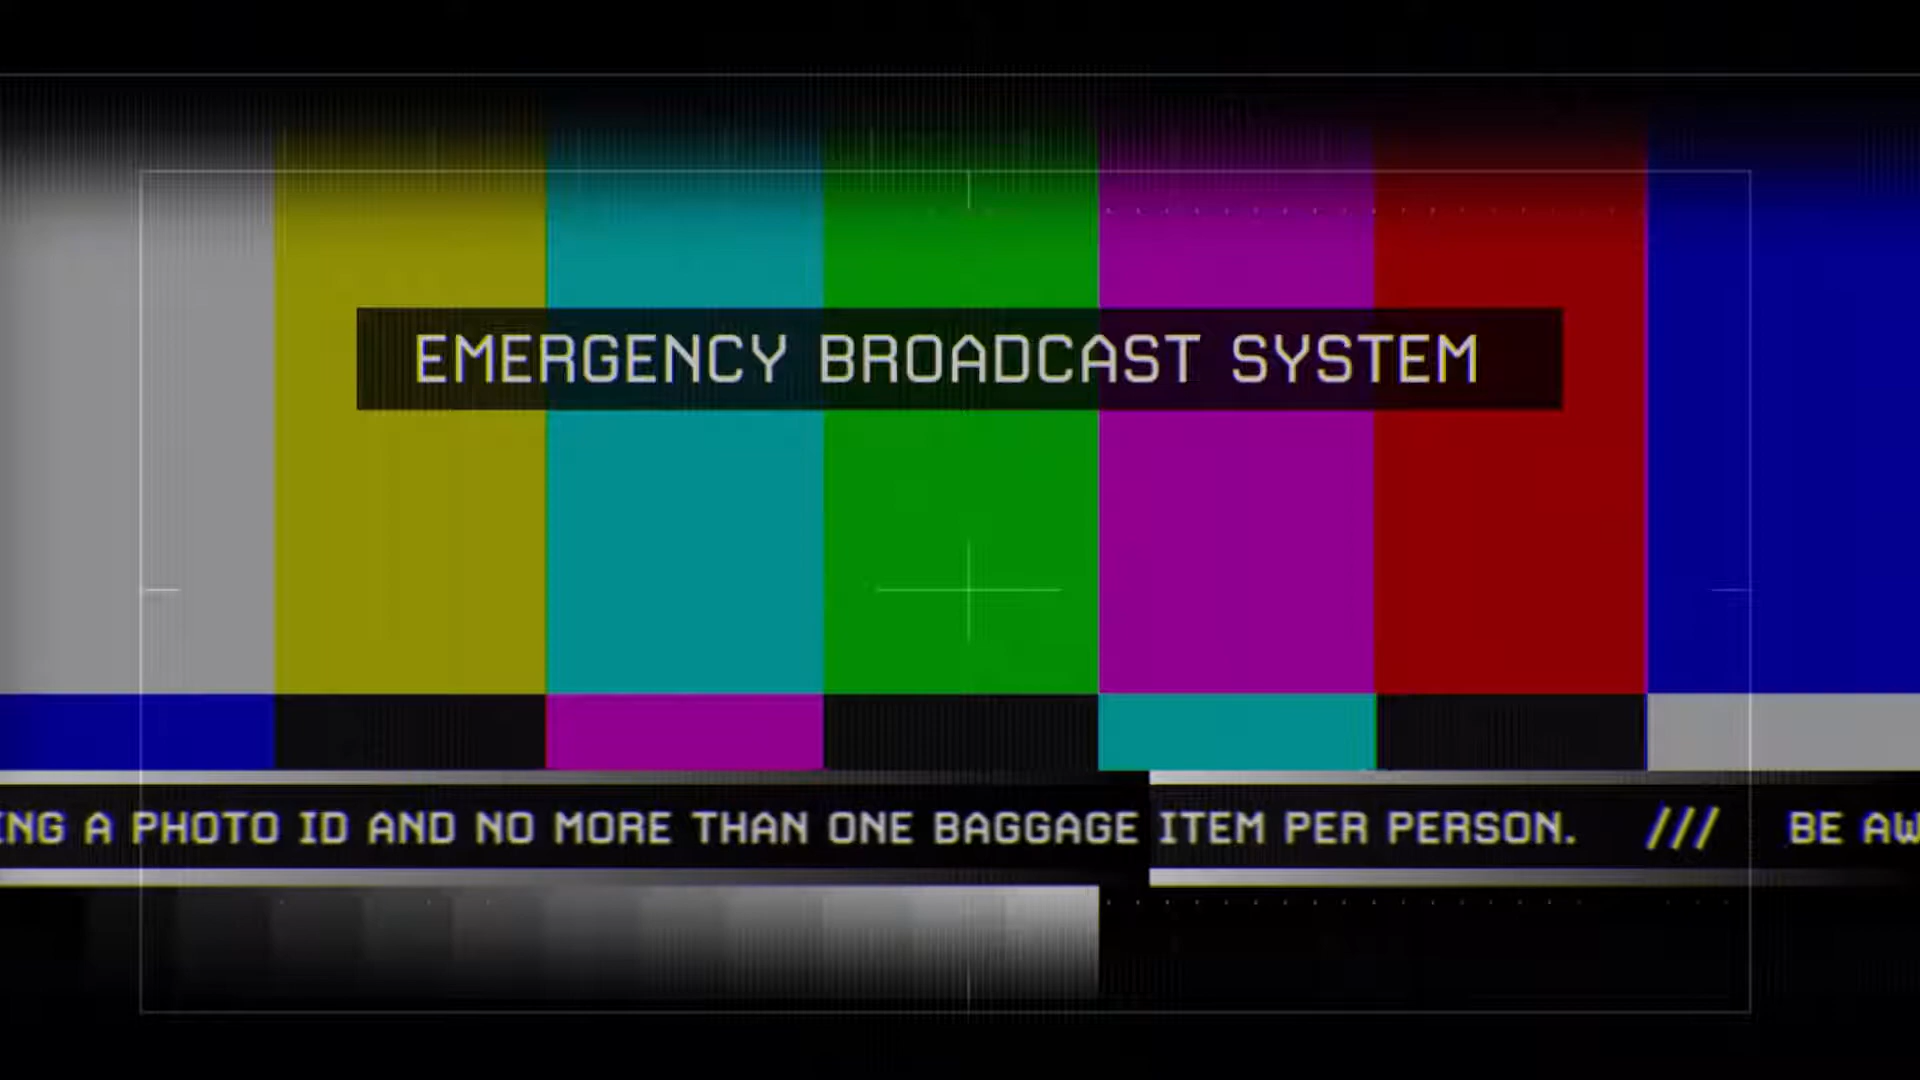 EMERGENCY BROADCAST SYSTEM
ING A PHOTO ID AND NO MORE THAN ONE BAGGAGE ITEM PER PERSON. /// BE AW